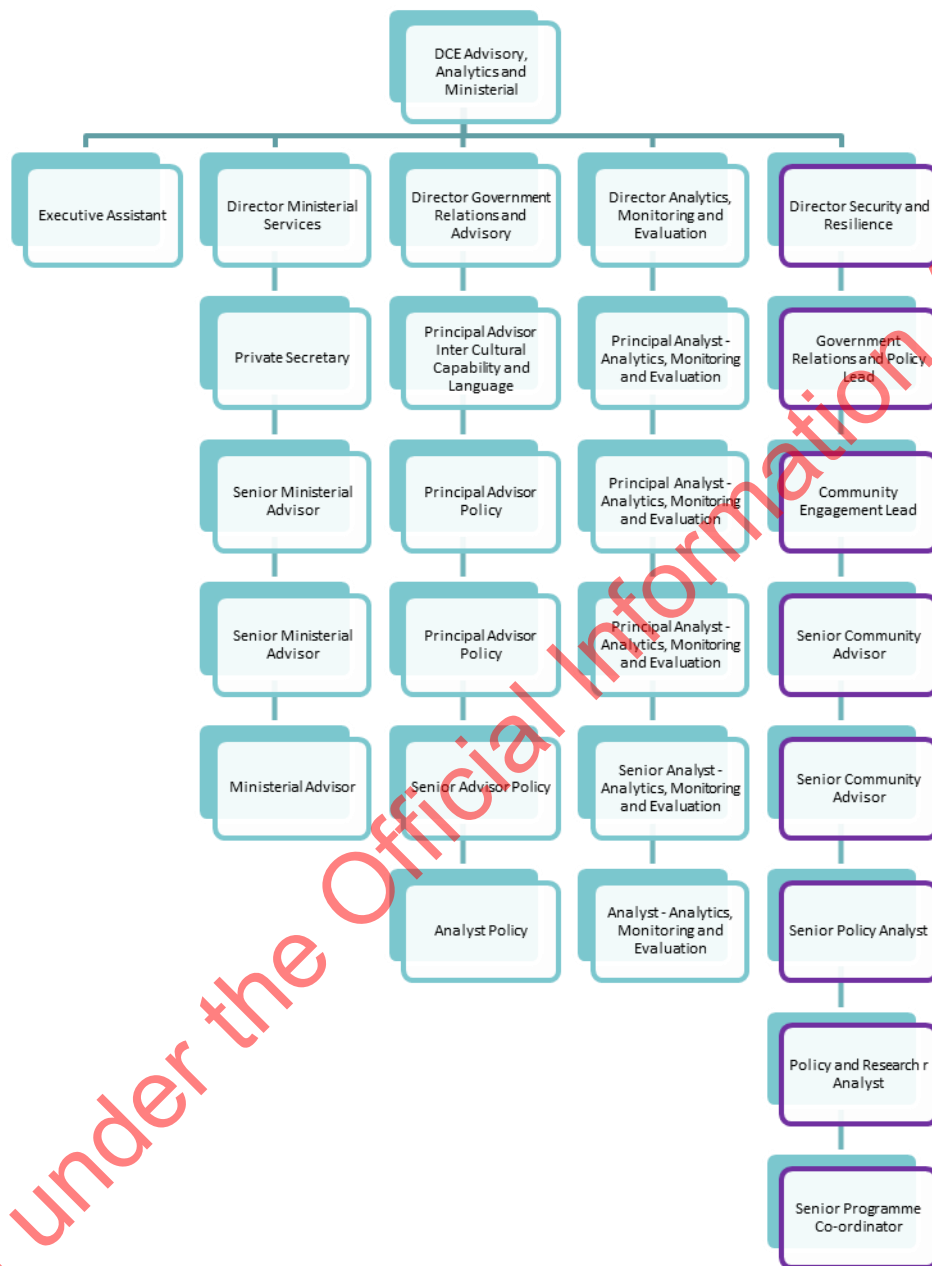 DCE Advisory,
Analytics and
Ministerial
Executive Assistant
Director Ministerial
Services
Director Government
Relations and
Advisory
Director Analytics,
Monitoring and
Evaluation
Director Security and
Resilience
Private Secretary
Principal Advisor
Inter Cultural
Capability and
Language
Principal Analyst -
Analytics, Monitoring
and Evaluation
Government
Relations and Policy
Lead
Senior Ministerial
Advisor
Principal Advisor
Policy
Principal Analyst -
Analytics, Monitoring
and Evaluation
Community
Engagement Lead
Senior Ministerial
Advisor
Principal Advisor
Policy
Principal Analyst -
Analytics, Monitoring
and Evaluation
Senior Community
Advisor
Ministerial Advisor
Senior Advisor Policy
Senior Analyst -
Analytics, Monitoring
and Evaluation
Senior Community
Advisor
Analyst Policy
Analyst - Analytics,
Monitoring and
Evaluation
Senior Policy Analyst
Policy and Research r
Analyst
Senior Programme
Co-ordinator
under the Official Information